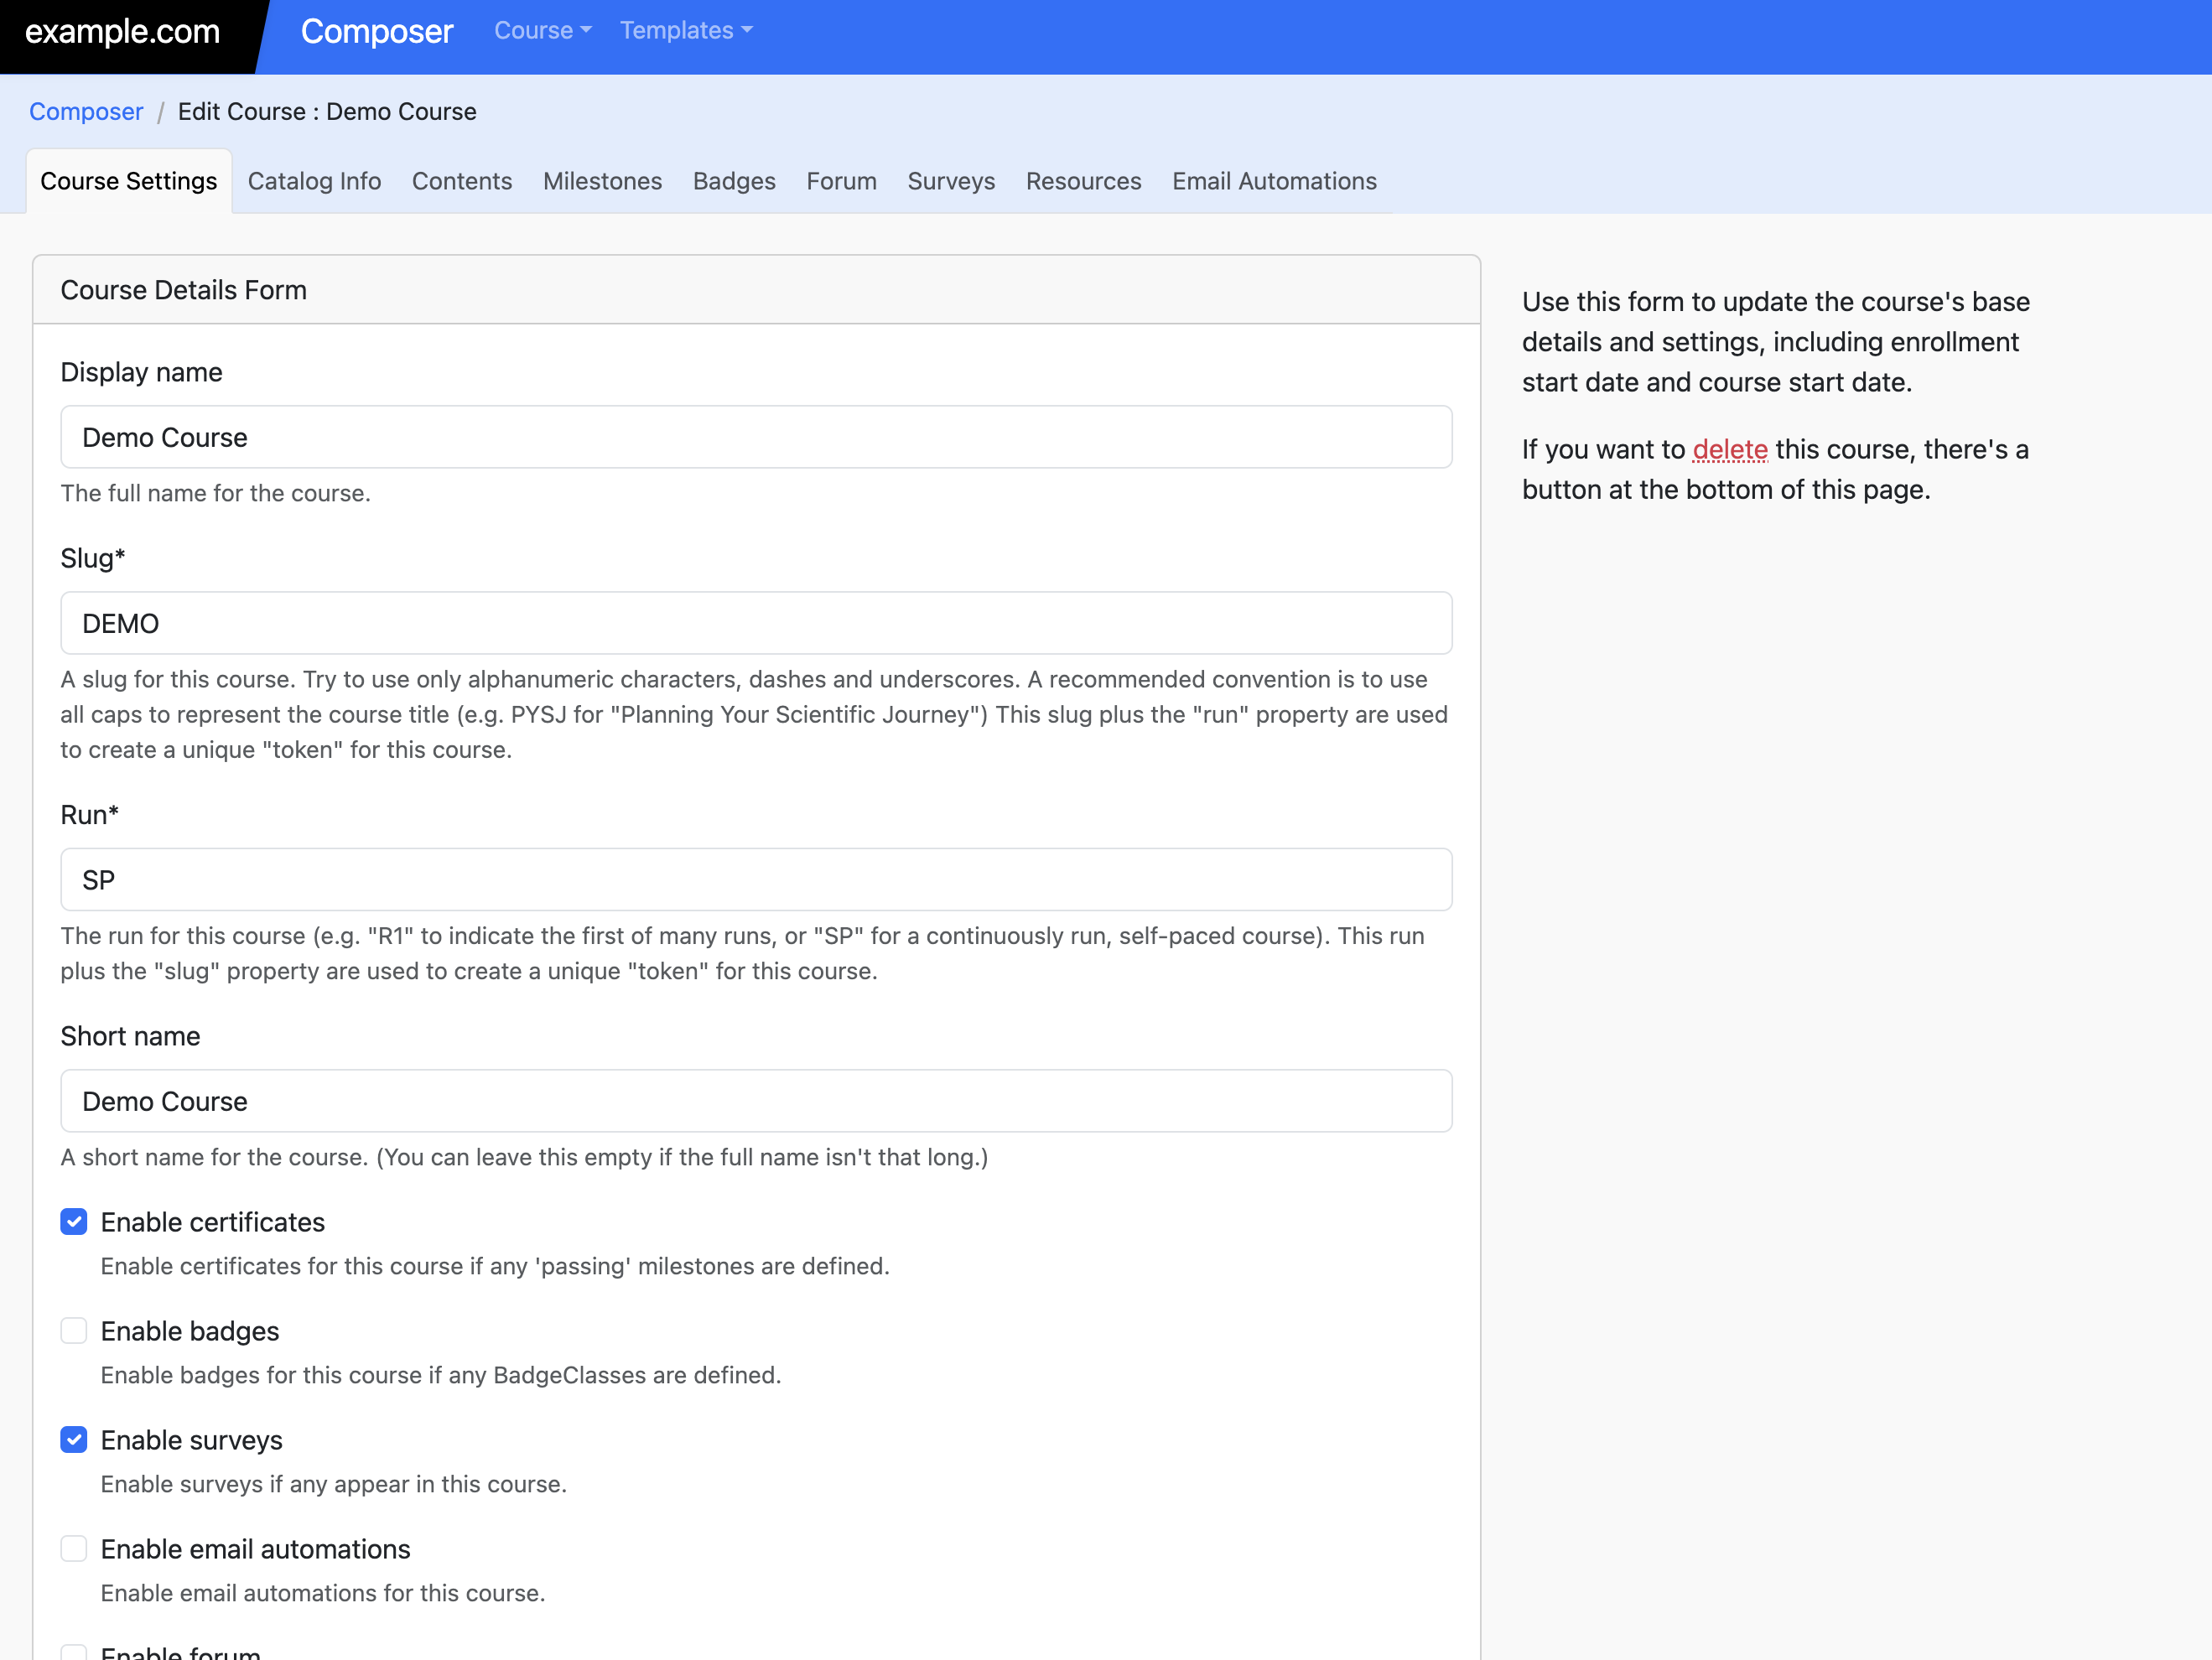 example.com
Composer
Course
Templates
Composer / Edit Course : Demo Course
Course Settings
Catalog Info
Contents
Milestones
Badges
Forum
Surveys
Resources
Email Automations
Course Details Form
Display name
Demo Course
The full name for the course.
Slug*
DEMO
A slug for this course. Try to use only alphanumeric characters, dashes and underscores. A recommended convention is to use
all caps to represent the course title (e.g. PYSJ for "Planning Your Scientific Journey") This slug plus the "run" property are used
to create a unique "token" for this course.
Run*
SP
The run for this course (e.g. "R1" to indicate the first of many runs, or "SP" for a continuously run, self-paced course). This run
plus the "slug" property are used to create a unique "token" for this course.
Short name
Demo Course
A short name for the course. (You can leave this empty if the full name isn't that long.)
Enable certificates
Enable certificates for this course if any 'passing' milestones are defined.
Enable badges
Enable badges for this course if any BadgeClasses are defined.
Enable surveys
Enable surveys if any appear in this course.
Enable email automations
Enable email automations for this course.
Enable forum
Use this form to update the course's base
details and settings, including enrollment
start date and course start date.
If you want to delete this course, there's a
button at the bottom of this page.